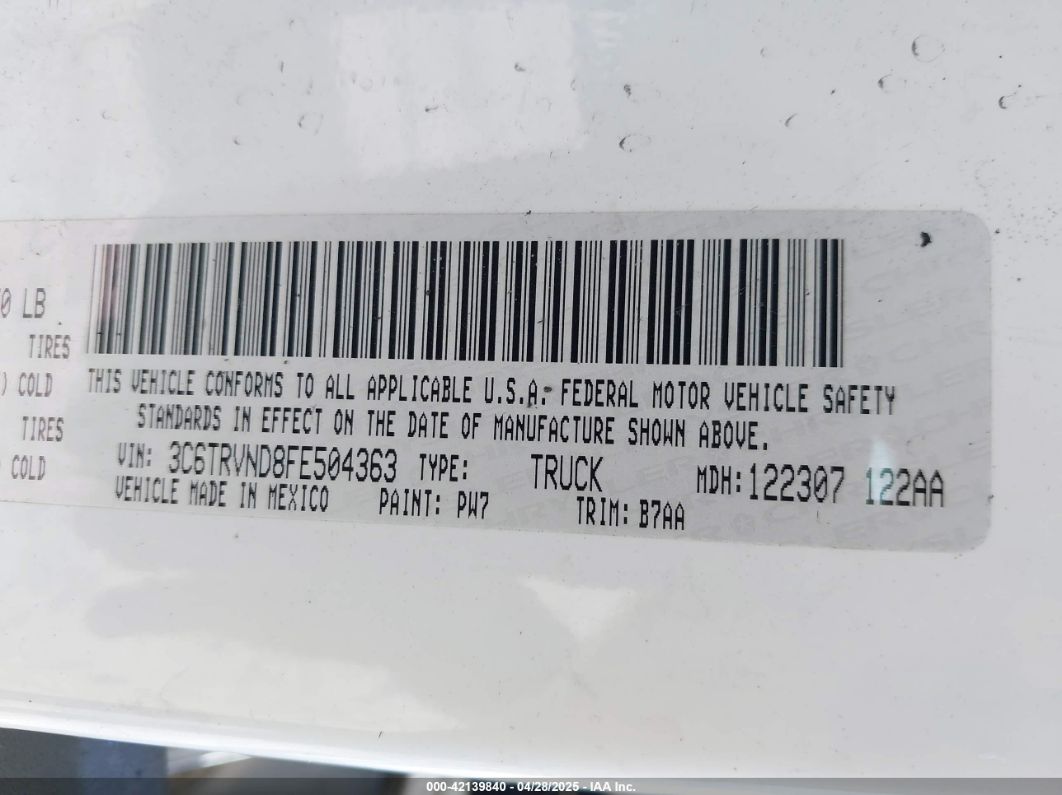 0 LB
TIRES
) COLD
TIRES
) COLD
THIS VEHICLE CONFORMS TO ALL APPLICABLE U.S.A. FEDERAL MOTOR VEHICLE SAFETY
STANDARDS IN EFFECT ON THE DATE OF MANUFACTURE SHOWN ABOVE.
VIN: 3C6TRVND8FE504363 TYPE: TRUCK MDH: 122307 122AA
VEHICLE MADE IN MEXICO PAINT: PW7 TRIM: B7AA
000-42139840 - 04/28/2025 - IAA Inc.